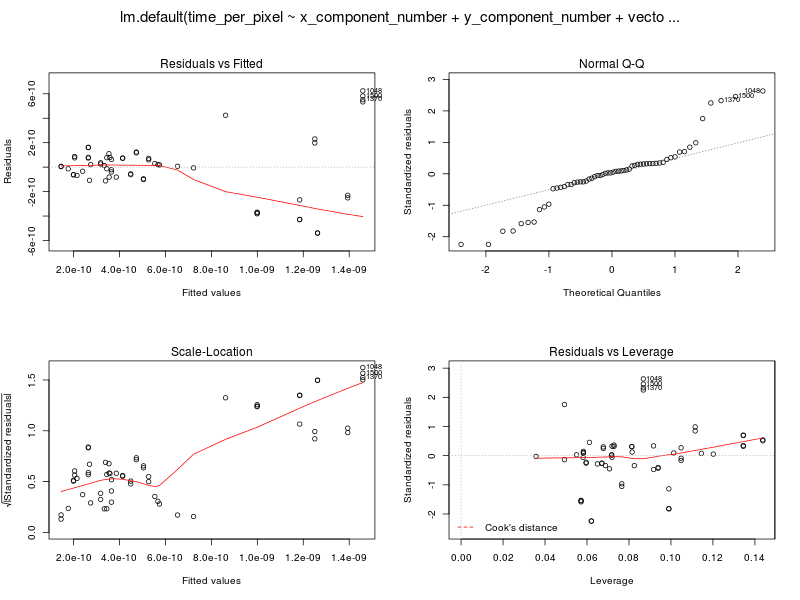 lm.default(time_per_pixel ~ x_component_number + y_component_number + vecto ...
Residuals vs Fitted
Residuals
6e-10
2e-10
-2e-10
-6e-10
1048
1500
1370
2.0e-10 4.0e-10 6.0e-10 8.0e-10 1.0e-09 1.2e-09 1.4e-09
Fitted values
Normal Q-Q
Standardized residuals
3
2
1
0
-1
-2
1048
1500
1370
-2 -1 0 1 2
Theoretical Quantiles
Scale-Location
√|Standardized residuals|
1.5
1.0
0.5
0.0
1048
1500
1370
2.0e-10 4.0e-10 6.0e-10 8.0e-10 1.0e-09 1.2e-09 1.4e-09
Fitted values
Residuals vs Leverage
Standardized residuals
3
2
1
0
-1
-2
1048
1500
1370
Cook's distance
0.00 0.02 0.04 0.06 0.08 0.10 0.12 0.14
Leverage